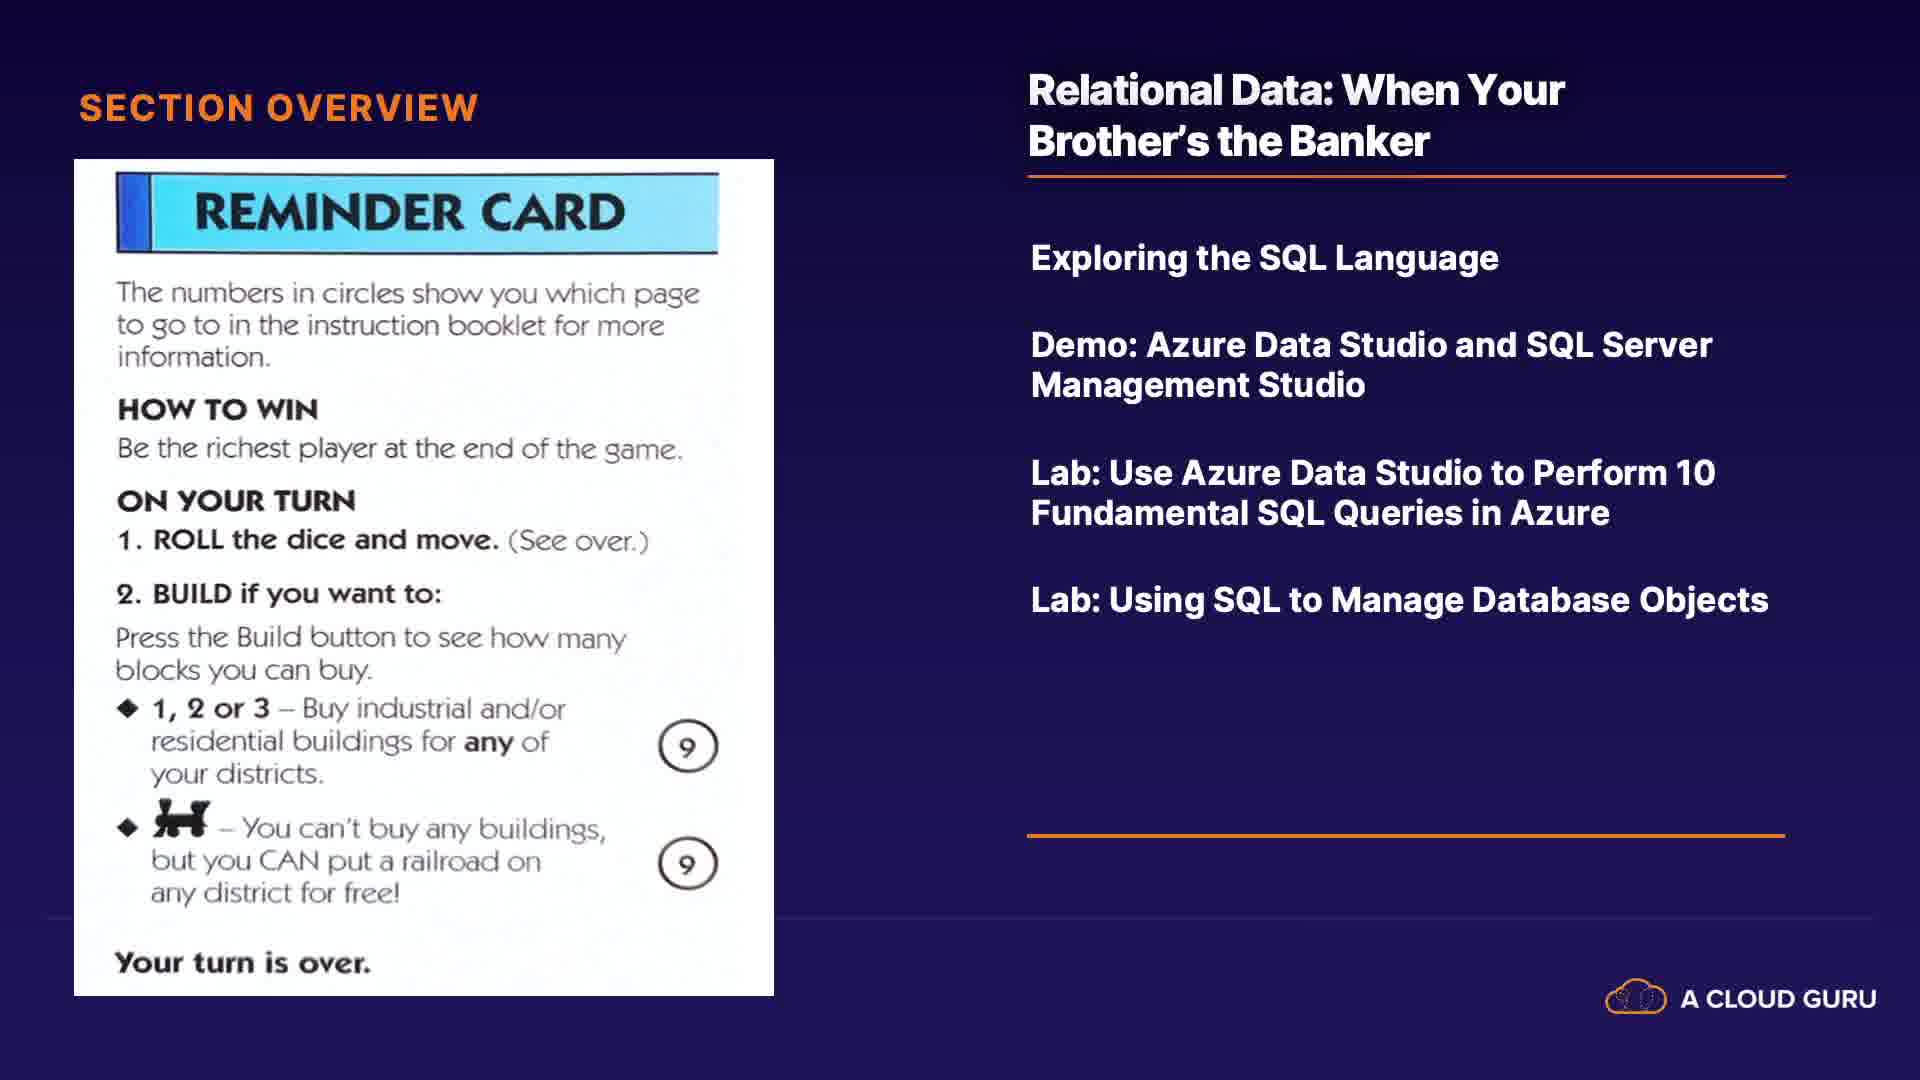 SECTION OVERVIEW
REMINDER CARD
The numbers in circles show you which page
to go to in the instruction booklet for more
information.
HOW TO WIN
Be the richest player at the end of the game.
ON YOUR TURN
1. ROLL the dice and move. (See over.)
2. BUILD if you want to:
Press the Build button to see how many
blocks you can buy.
◆ 1, 2 or 3 – Buy industrial and/or
residential buildings for any of
your districts.
9
◆ – You can't buy any buildings,
but you CAN put a railroad on
any district for free!
9
Your turn is over.
Relational Data: When Your
Brother's the Banker
Exploring the SQL Language
Demo: Azure Data Studio and SQL Server
Management Studio
Lab: Use Azure Data Studio to Perform 10
Fundamental SQL Queries in Azure
Lab: Using SQL to Manage Database Objects
A CLOUD GURU